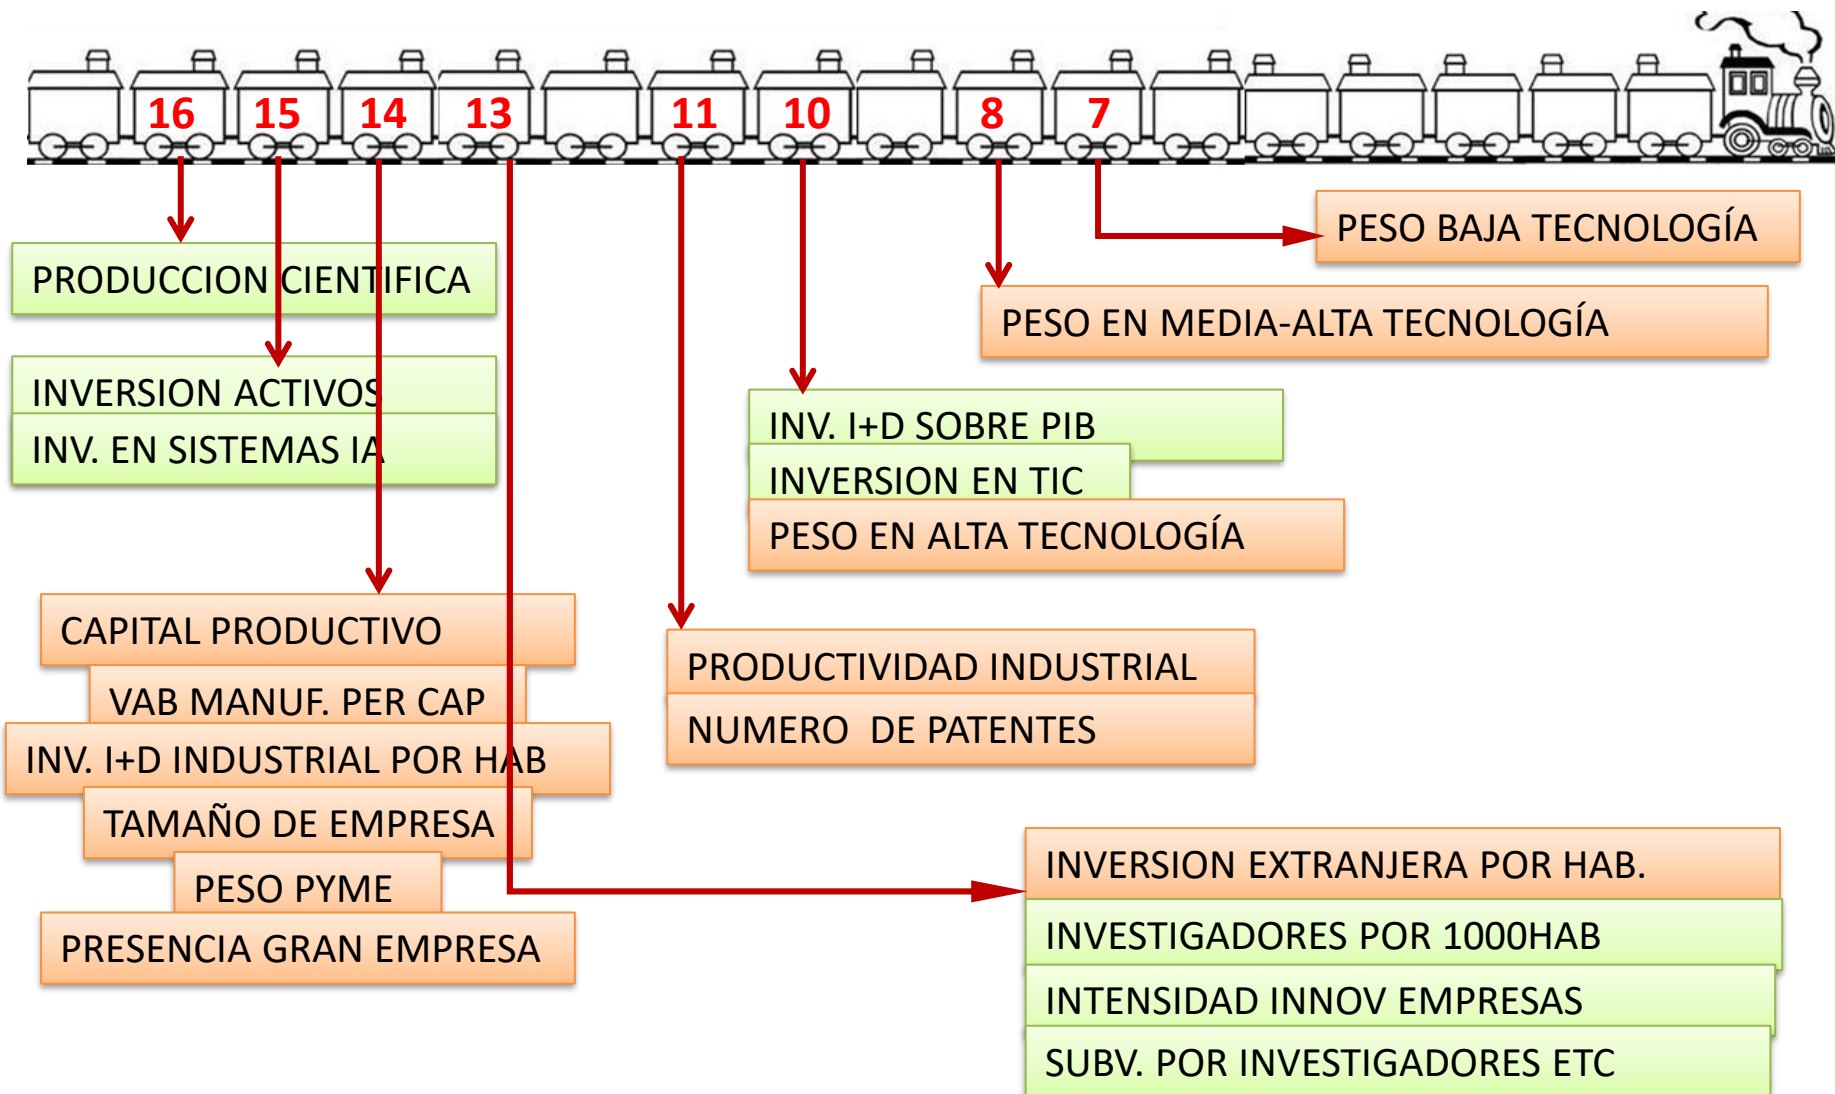 16 15 14 13 11 10 8 7
PESO BAJA TECNOLOGÍA
PRODUCCION CIENTIFICA
PESO EN MEDIA-ALTA TECNOLOGÍA
INVERSION ACTIVOS
INV. EN SISTEMAS IA
INV. I+D SOBRE PIB
INVERSION EN TIC
PESO EN ALTA TECNOLOGÍA
CAPITAL PRODUCTIVO
VAB MANUF. PER CAP
INV. I+D INDUSTRIAL POR HAB
TAMAÑO DE EMPRESA
PESO PYME
PRESENCIA GRAN EMPRESA
PRODUCTIVIDAD INDUSTRIAL
NUMERO  DE PATENTES
INVERSION EXTRANJERA POR HAB.
INVESTIGADORES POR 1000HAB
INTENSIDAD INNOV EMPRESAS
SUBV. POR INVESTIGADORES ETC